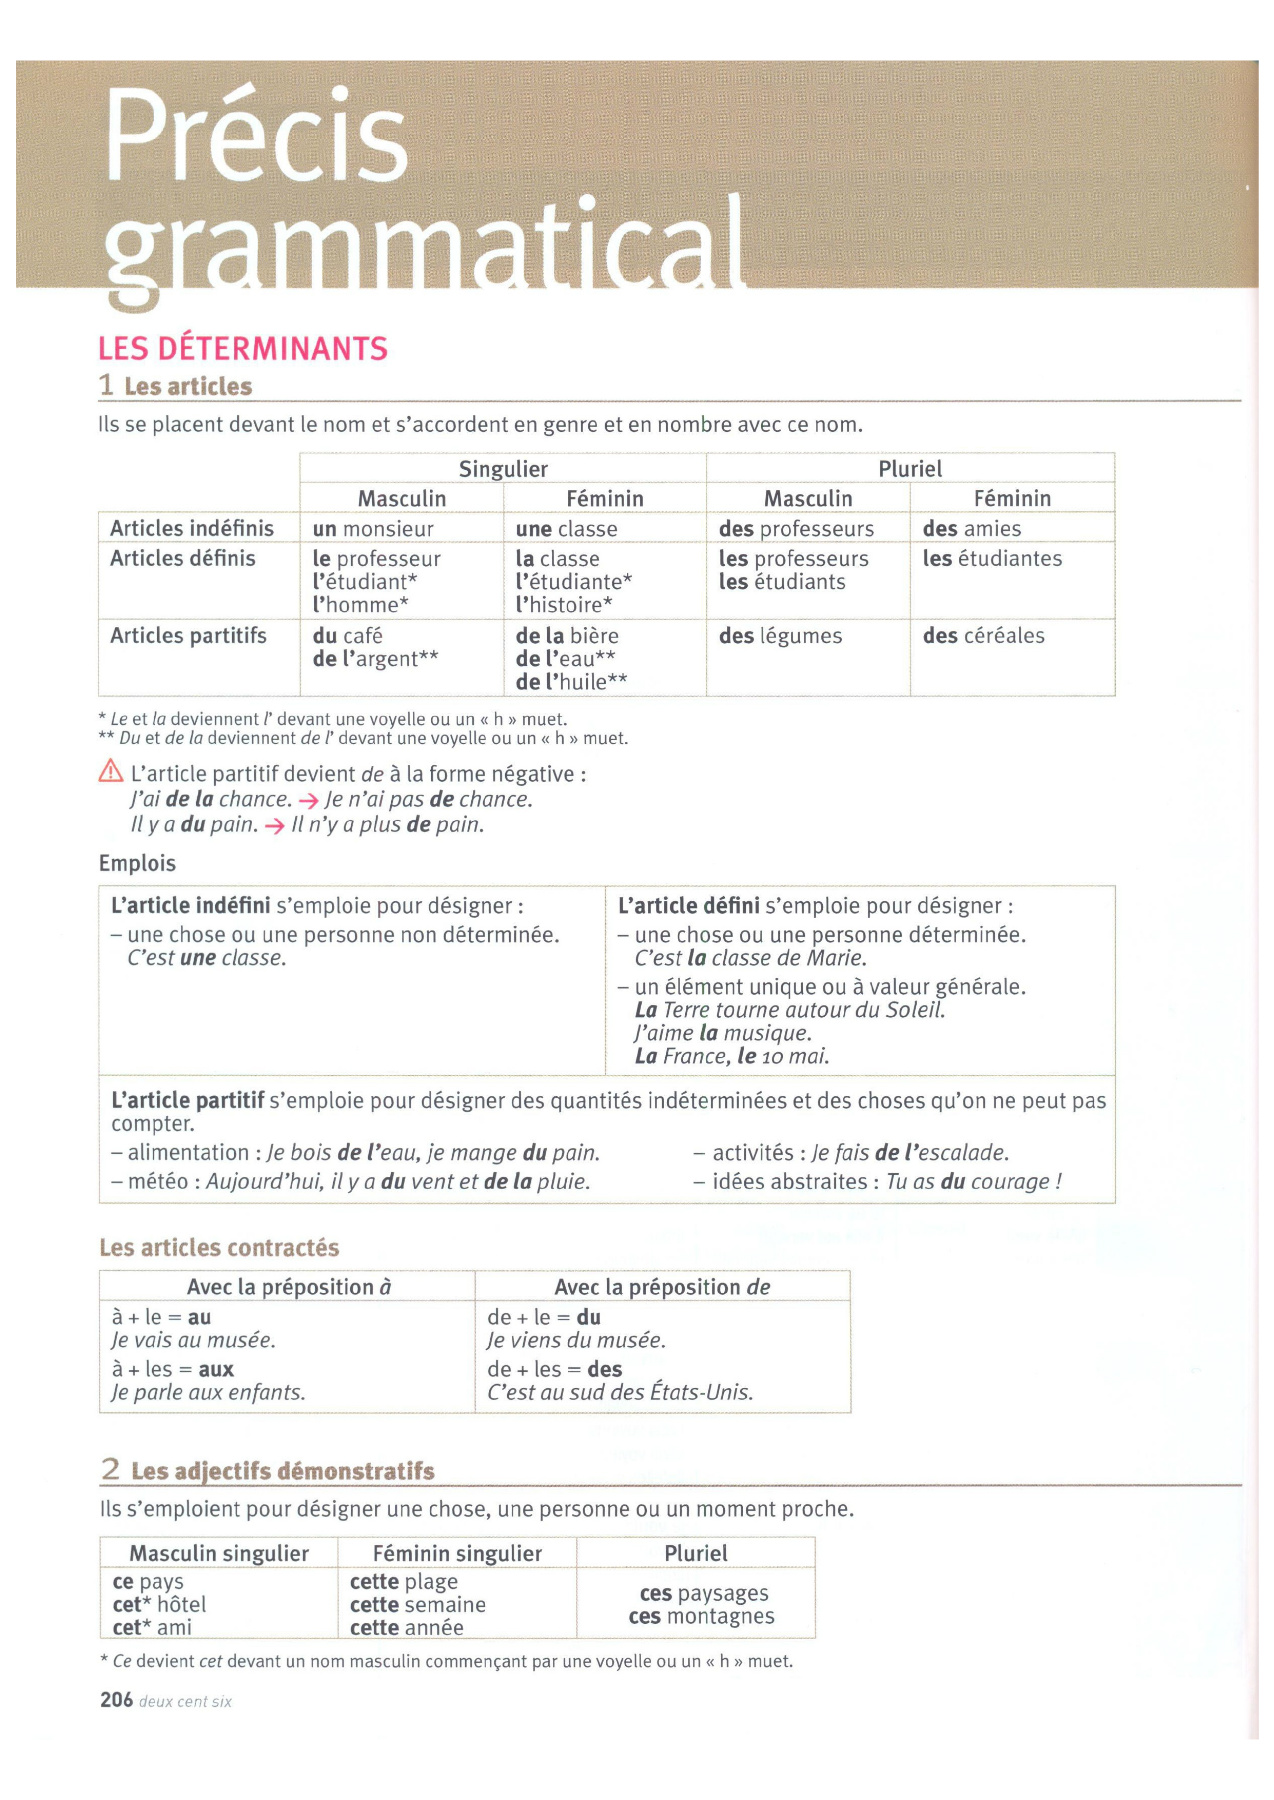 Précis
grammatical
LES DÉTERMINANTS
1 Les articles
Ils se placent devant le nom et s'accordent en genre et en nombre avec ce nom.
Singulier Pluriel
Masculin Féminin Masculin Féminin
Articles indéfinis un monsieur une classe des professeurs des amies
Articles définis le professeur la classe les professeurs les étudiantes
l'étudiant* l'étudiante* les étudiants
l'homme* l'histoire*
Articles partitifs du café de la bière des légumes des céréales
de l'argent** de l'eau**
de l'huile**
* Le et la deviennent l' devant une voyelle ou un « h » muet.
** Du et de la deviennent de l' devant une voyelle ou un « h » muet.
⚠ L'article partitif devient de à la forme négative :
J'ai de la chance. → Je n'ai pas de chance.
Il y a du pain. → Il n'y a plus de pain.
Emplois
L'article indéfini s'emploie pour désigner :
– une chose ou une personne non déterminée.
C'est une classe.
L'article défini s'emploie pour désigner :
– une chose ou une personne déterminée.
C'est la classe de Marie.
– un élément unique ou à valeur générale.
La Terre tourne autour du Soleil.
J'aime la musique.
La France, le 10 mai.
L'article partitif s'emploie pour désigner des quantités indéterminées et des choses qu'on ne peut pas
compter.
– alimentation : Je bois de l'eau, je mange du pain. – activités : Je fais de l'escalade.
– météo : Aujourd'hui, il y a du vent et de la pluie. – idées abstraites : Tu as du courage !
Les articles contractés
Avec la préposition à Avec la préposition de
à + le = au de + le = du
Je vais au musée. Je viens du musée.
à + les = aux de + les = des
Je parle aux enfants. C'est au sud des États-Unis.
2 Les adjectifs démonstratifs
Ils s'emploient pour désigner une chose, une personne ou un moment proche.
Masculin singulier Féminin singulier Pluriel
ce pays cette plage ces paysages
cet* hôtel cette semaine ces montagnes
cet* ami cette année
* Ce devient cet devant un nom masculin commençant par une voyelle ou un « h » muet.
206 deux cent six